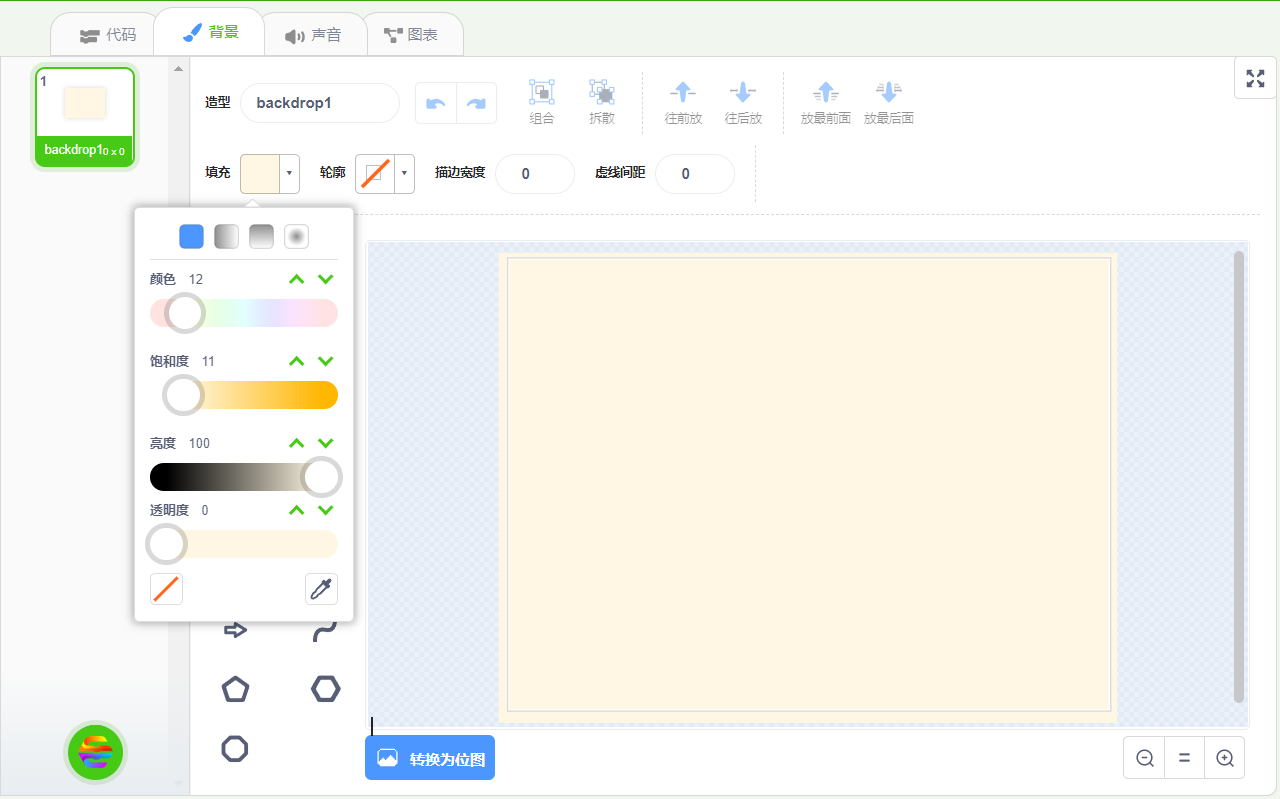 代码
背景
声音
图表
1
backdrop1
0 x 0
造型
backdrop1
组合
拆散
往前放
往后放
放最前面
放最后面
填充
轮廓
描边宽度
0
虚线间距
0
颜色 12
饱和度 11
亮度 100
透明度 0
转换为位图